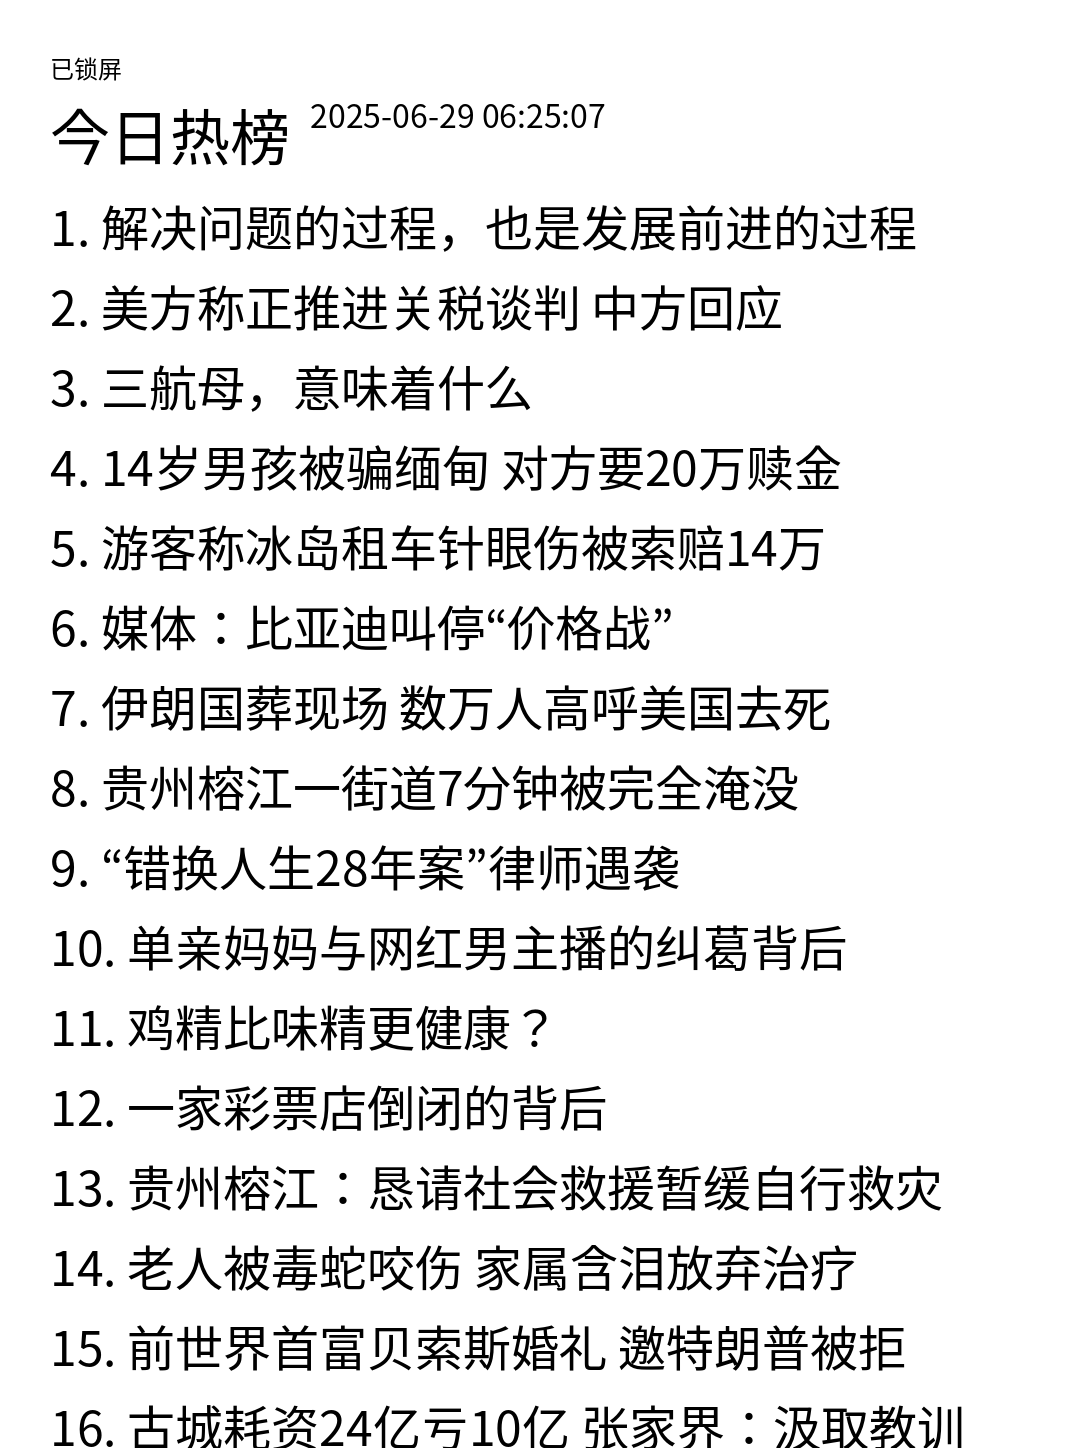 已锁屏
今日热榜 2025-06-29 06:25:07
1. 解决问题的过程，也是发展前进的过程
2. 美方称正推进关税谈判 中方回应
3. 三航母，意味着什么
4. 14岁男孩被骗缅甸 对方要20万赎金
5. 游客称冰岛租车针眼伤被索赔14万
6. 媒体：比亚迪叫停“价格战”
7. 伊朗国葬现场 数万人高呼美国去死
8. 贵州榕江一街道7分钟被完全淹没
9. “错换人生28年案”律师遇袭
10. 单亲妈妈与网红男主播的纠葛背后
11. 鸡精比味精更健康？
12. 一家彩票店倒闭的背后
13. 贵州榕江：恳请社会救援暂缓自行救灾
14. 老人被毒蛇咬伤 家属含泪放弃治疗
15. 前世界首富贝索斯婚礼 邀特朗普被拒
16. 古城耗资24亿亏10亿 张家界：汲取教训